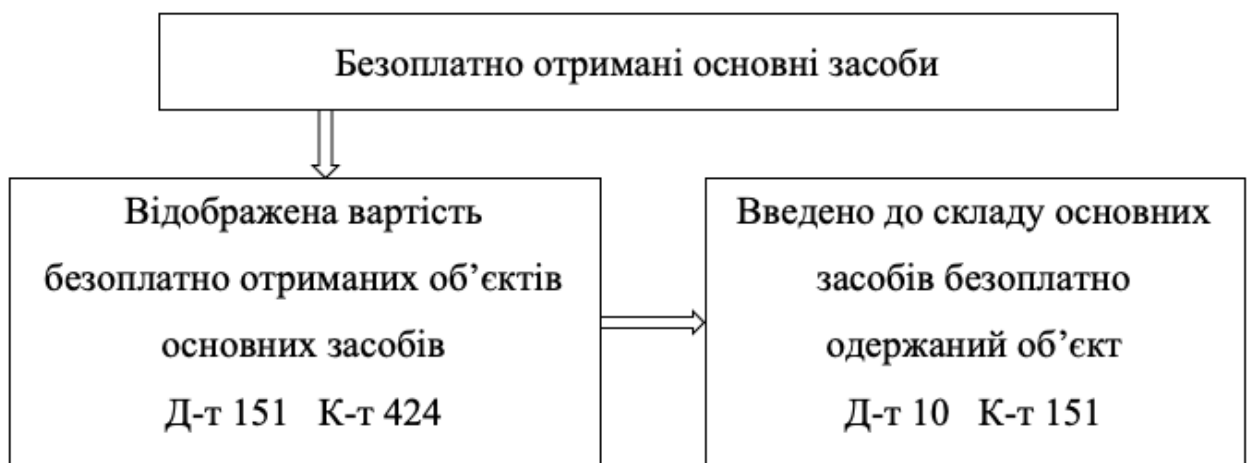 Безоплатно отримані основні засоби
Відображена вартість
безоплатно отриманих об’єктів
основних засобів
Д-т 151 К-т 424
Введено до складу основних
засобів безоплатно
одержаний об’єкт
Д-т 10 К-т 151